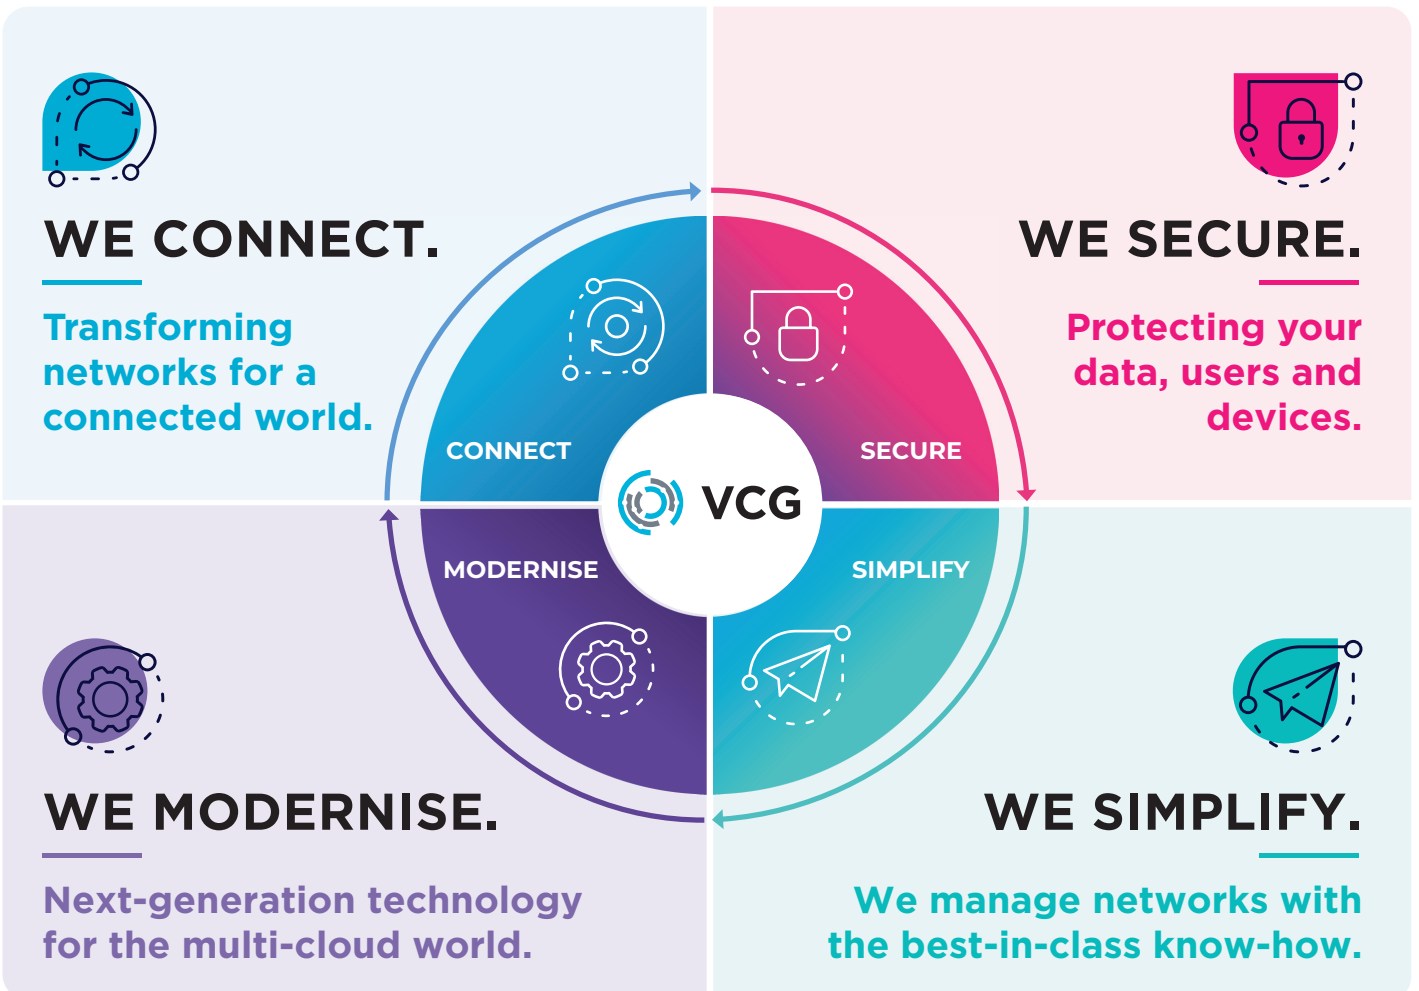 WE CONNECT.
Transforming
networks for a
connected world.
WE SECURE.
Protecting your
data, users and
devices.
CONNECT
SECURE
VCG
MODERNISE
SIMPLIFY
WE MODERNISE.
Next-generation technology
for the multi-cloud world.
WE SIMPLIFY.
We manage networks with
the best-in-class know-how.